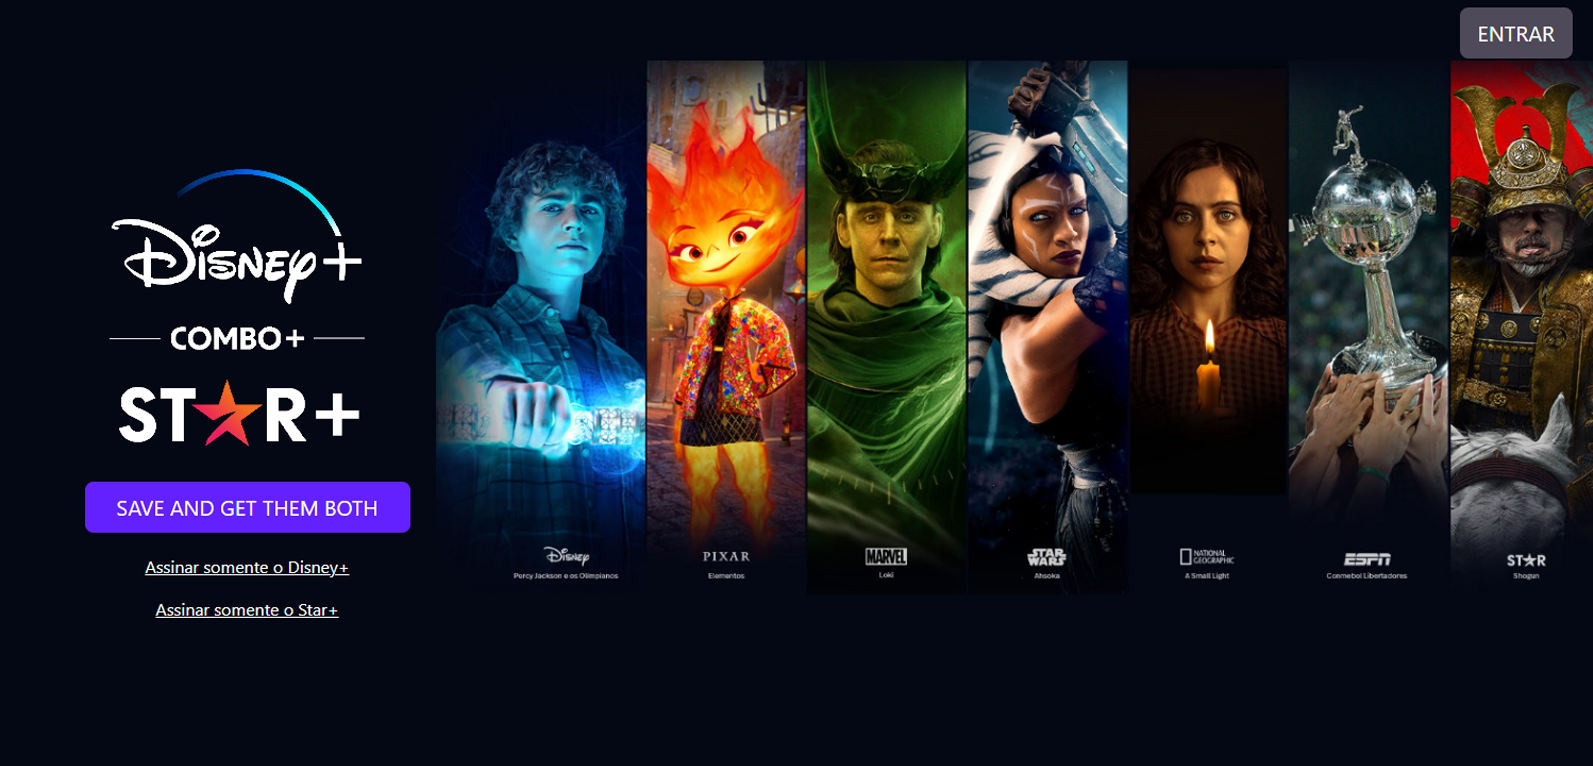 ENTRAR
Disney+
COMBO+
STAR+
SAVE AND GET THEM BOTH
Assinar somente o Disney+
Assinar somente o Star+
Disney
Percy Jackson e os Olimpianos
PIXAR
Elementos
MARVEL
Loki
STAR
WARS
Ahsoka
NATIONAL
GEOGRAPHIC
A Small Light
ESPN
Conmebol Libertadores
STAR
Shogun